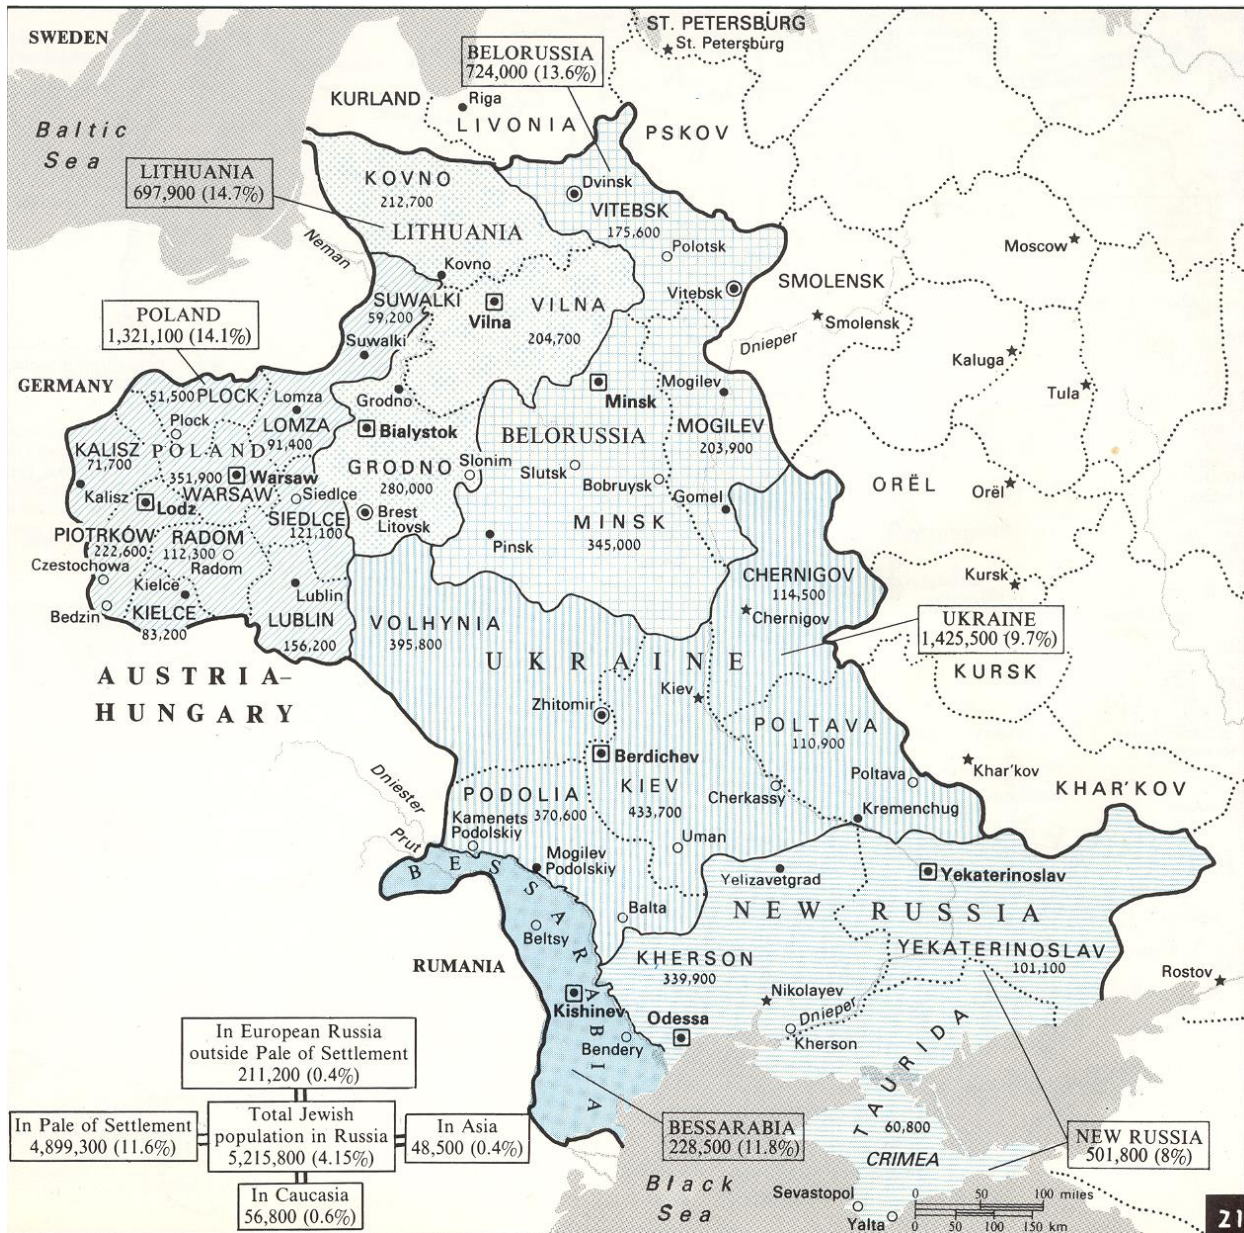 SWEDEN
ST. PETERSBURG
St. Petersburg
BELORUSSIA
724,000 (13.6%)
KURLAND
Riga
LIVONIA
PSKOV
Baltic
Sea
LITHUANIA
697,900 (14.7%)
KOVNO
212,700
Dvinsk
VITEBSK
175,600
LITHUANIA
Polotsk
Moscow
Neman
Kovno
SMOLENSK
Vitebsk
SUWALKI
59,200
Vilna
VILNA
204,700
Smolensk
POLAND
1,321,100 (14.1%)
Suwalki
Dnieper
Kaluga
GERMANY
51,500
PLOCK
Lomza
Grodno
Minsk
Mogilev
Tula
Plock
LOMZA
91,400
Bialystok
BELORUSSIA
MOGILEV
203,900
KALISZ
71,700
POLAND
351,900
Warsaw
WARSAW
GRODNO
280,000
Slonim
Slutsk
Bobruysk
ORËL
Orël
Kalisz
Lodz
Siedlce
SIEDLCE
121,100
Brest
Litovsk
Gomel
MINSK
345,000
PIOTRKÓW
222,600
RADOM
112,300
Radom
Pinsk
Czestochowa
Kielce
Lublin
CHERNIGOV
114,500
Kursk
Bedzin
KIELCE
83,200
LUBLIN
156,200
VOLHYNIA
395,800
Chernigov
UKRAINE
1,425,500 (9.7%)
UKRAINE
KURSK
AUSTRIA-
HUNGARY
Kiev
Zhitomir
POLTAVA
110,900
Berdichev
Khar'kov
Dniester
PODOLIA
370,600
KIEV
433,700
Cherkassy
Poltava
KHAR'KOV
Kamenets
Podolskiy
Kremenchug
Prut
Uman
BESSARABIA
Mogilev
Podolskiy
Yelizavetgrad
Yekaterinoslav
Balta
NEW RUSSIA
Beltsy
RUMANIA
KHERSON
339,900
YEKATERINOSLAV
101,100
Rostov
Nikolayev
Kishinev
Odessa
Dnieper
Kherson
Bendery
TAURIDA
60,800
In European Russia
outside Pale of Settlement
211,200 (0.4%)
In Pale of Settlement
4,899,300 (11.6%)
Total Jewish
population in Russia
5,215,800 (4.15%)
In Asia
48,500 (0.4%)
In Caucasia
56,800 (0.6%)
BESSARABIA
228,500 (11.8%)
NEW RUSSIA
501,800 (8%)
CRIMEA
Black
Sea
Sevastopol
Yalta
0 50 100 miles
0 50 100 150 km
21